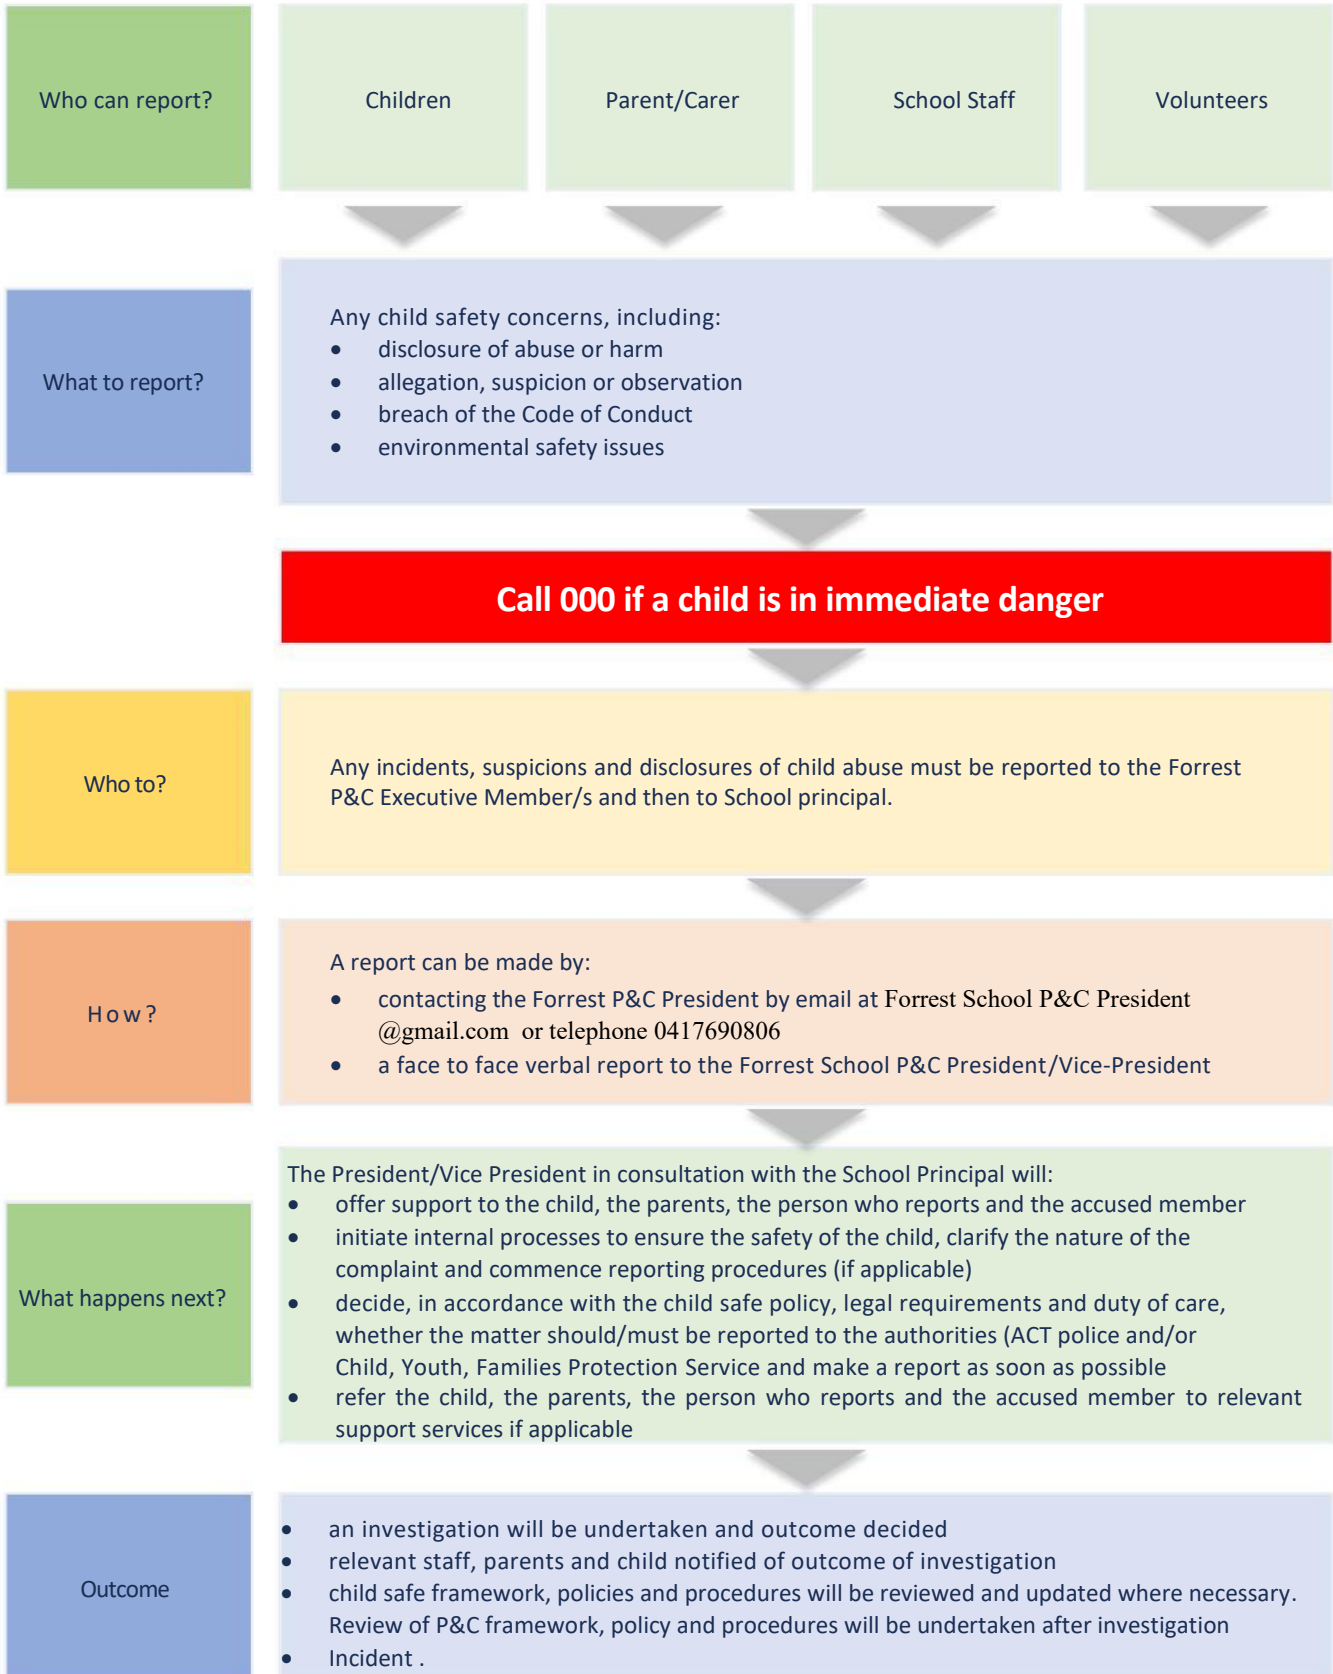 Who can report?
Children
Parent/Carer
School Staff
Volunteers
What to report?
Any child safety concerns, including:
• disclosure of abuse or harm
• allegation, suspicion or observation
• breach of the Code of Conduct
• environmental safety issues
Call 000 if a child is in immediate danger
Who to?
Any incidents, suspicions and disclosures of child abuse must be reported to the Forrest
P&C Executive Member/s and then to School principal.
How?
A report can be made by:
• contacting the Forrest P&C President by email at Forrest School P&C President
@gmail.com or telephone 0417690806
• a face to face verbal report to the Forrest School P&C President/Vice-President
What happens next?
The President/Vice President in consultation with the School Principal will:
• offer support to the child, the parents, the person who reports and the accused member
• initiate internal processes to ensure the safety of the child, clarify the nature of the
complaint and commence reporting procedures (if applicable)
• decide, in accordance with the child safe policy, legal requirements and duty of care,
whether the matter should/must be reported to the authorities (ACT police and/or
Child, Youth, Families Protection Service and make a report as soon as possible
• refer the child, the parents, the person who reports and the accused member to relevant
support services if applicable
Outcome
• an investigation will be undertaken and outcome decided
• relevant staff, parents and child notified of outcome of investigation
• child safe framework, policies and procedures will be reviewed and updated where necessary.
Review of P&C framework, policy and procedures will be undertaken after investigation
• Incident .